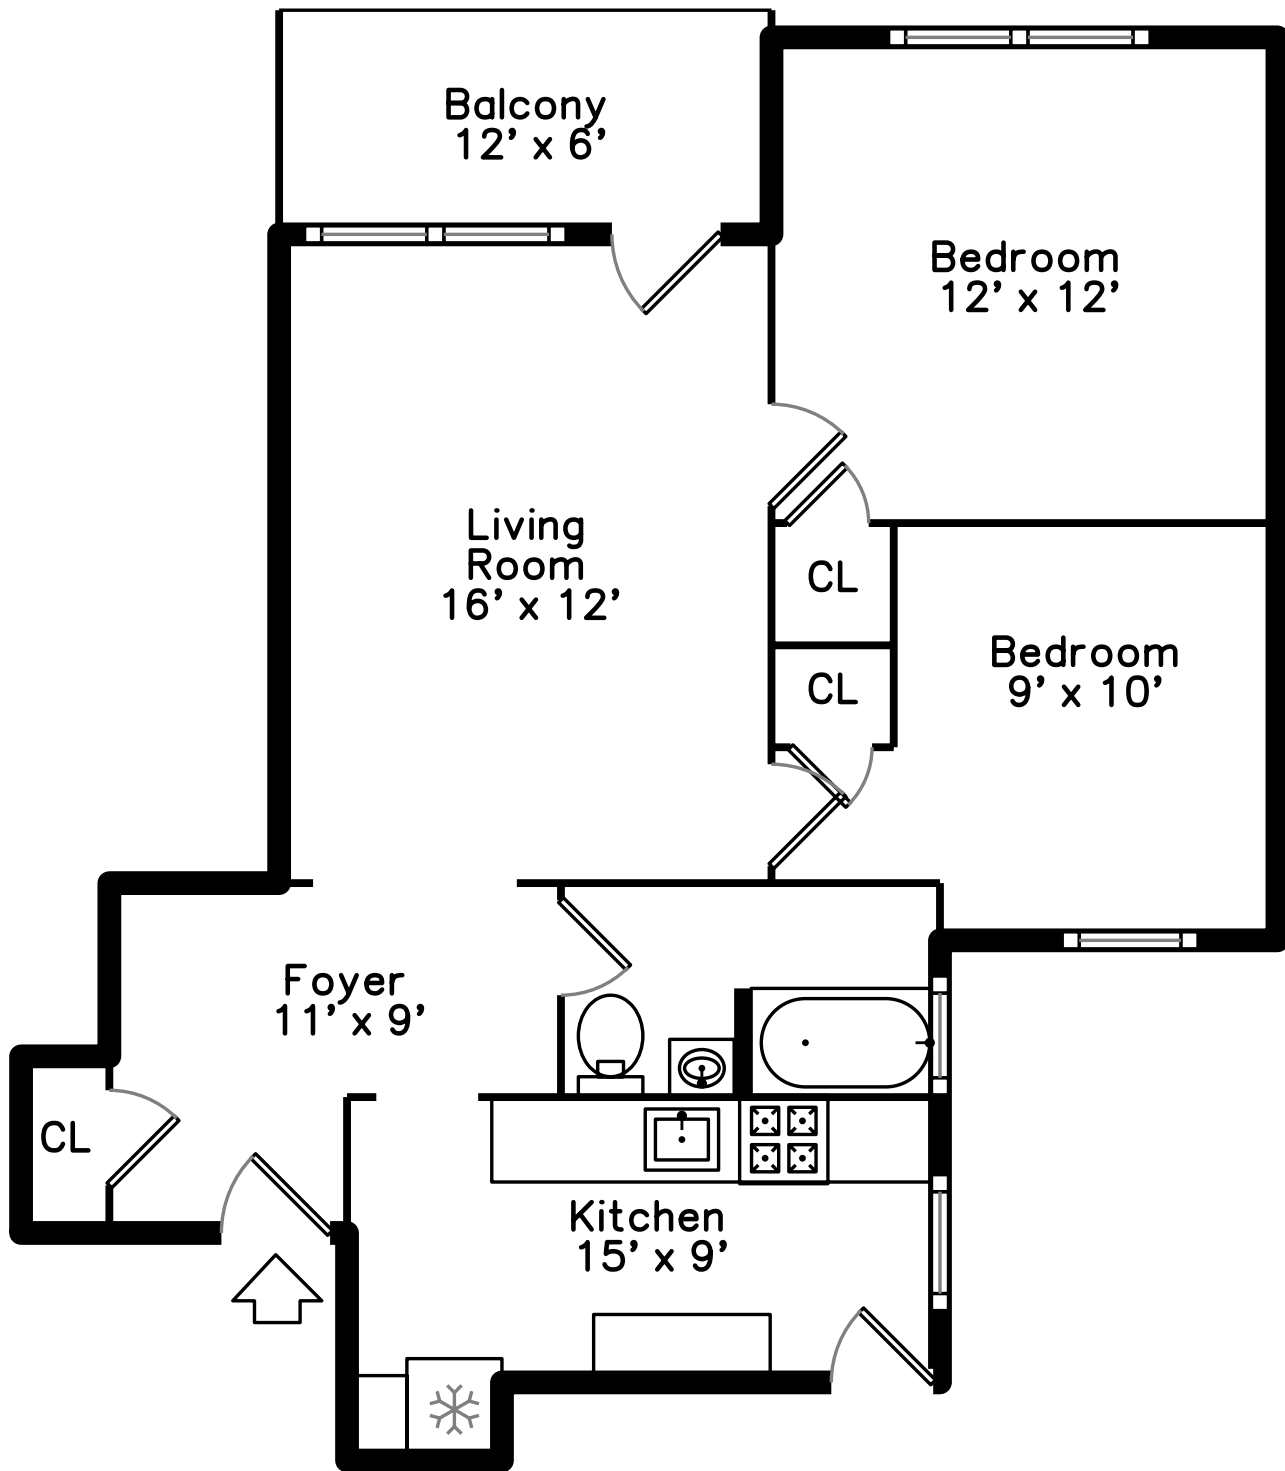 Balcony
12' x 6'
Bedroom
12' x 12'
Living
Room
16' x 12'
CL
Bedroom
9' x 10'
CL
Foyer
11' x 9'
CL
Kitchen
15' x 9'